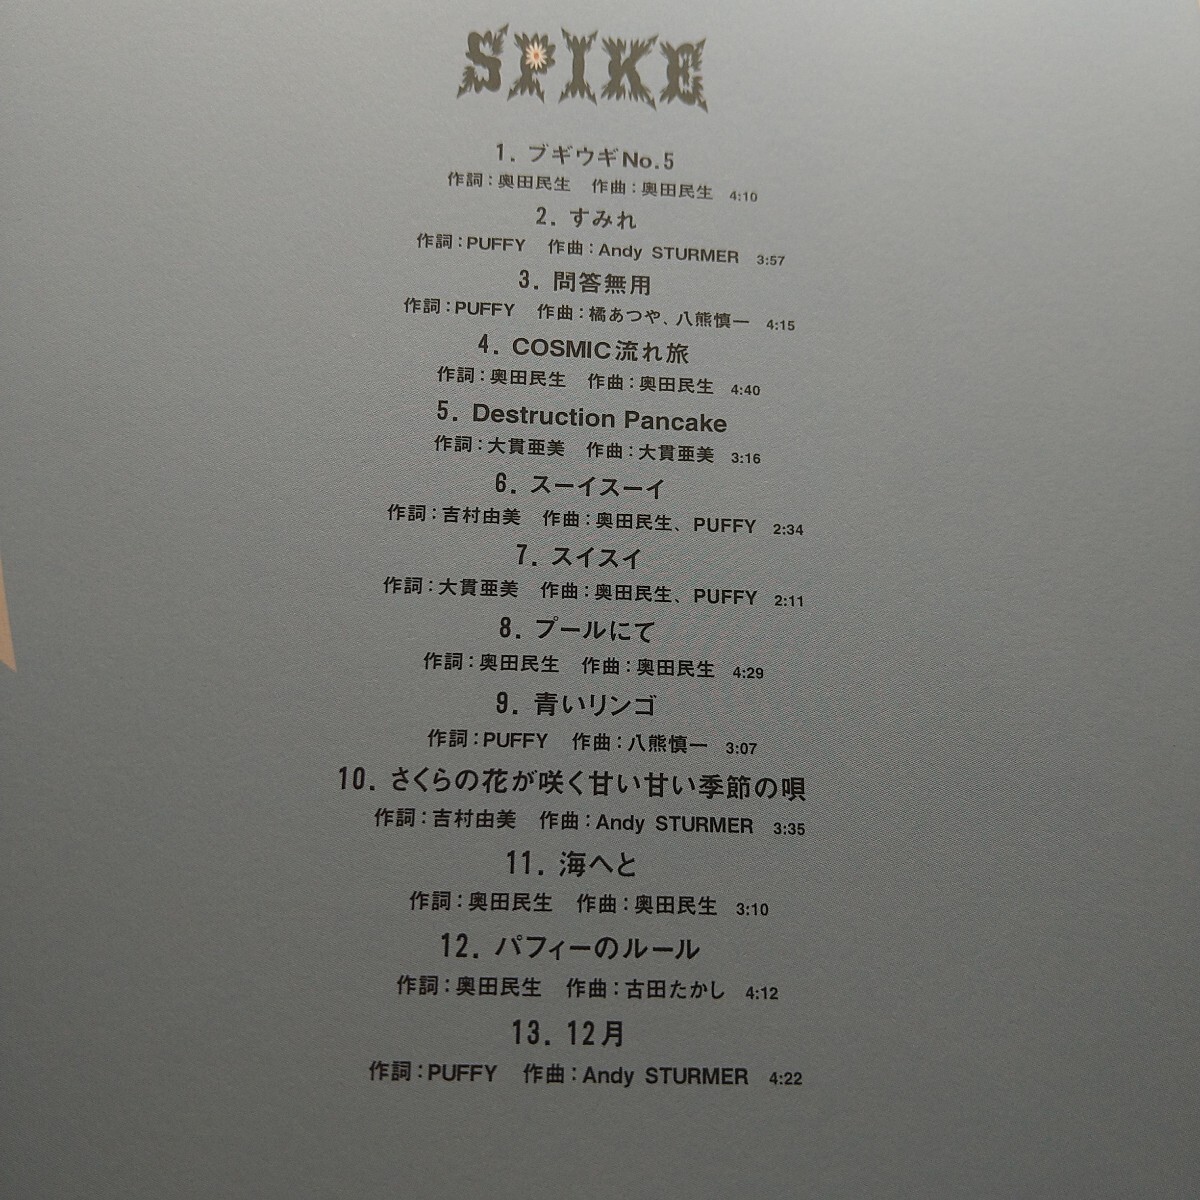 SPIKE
1. ブギウギNo.5
作詞：奥田民生　作曲：奥田民生　4:10
2. すみれ
作詞：PUFFY　作曲：Andy STURMER　3:57
3. 問答無用
作詞：PUFFY　作曲：橘あつや、八熊慎一　4:15
4. COSMIC流れ旅
作詞：奥田民生　作曲：奥田民生　4:40
5. Destruction Pancake
作詞：大貫亜美　作曲：大貫亜美　3:16
6. スーイスーイ
作詞：吉村由美　作曲：奥田民生、PUFFY　2:34
7. スイスイ
作詞：大貫亜美　作曲：奥田民生、PUFFY　2:11
8. プールにて
作詞：奥田民生　作曲：奥田民生　4:29
9. 青いリンゴ
作詞：PUFFY　作曲：八熊慎一　3:07
10. さくらの花が咲く甘い甘い季節の唄
作詞：吉村由美　作曲：Andy STURMER　3:35
11. 海へと
作詞：奥田民生　作曲：奥田民生　3:10
12. パフィーのルール
作詞：奥田民生　作曲：古田たかし　4:12
13. 12月
作詞：PUFFY　作曲：Andy STURMER　4:22